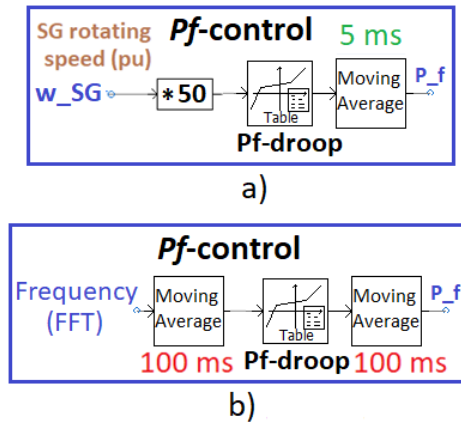 SG rotating
speed (pu)
Pf-control
5 ms
w_SG
*50
Table
Moving
Average
P_f
Pf-droop
a)
Pf-control
Frequency
(FFT)
Moving
Average
Table
Moving
Average
P_f
100 ms
Pf-droop
100 ms
b)